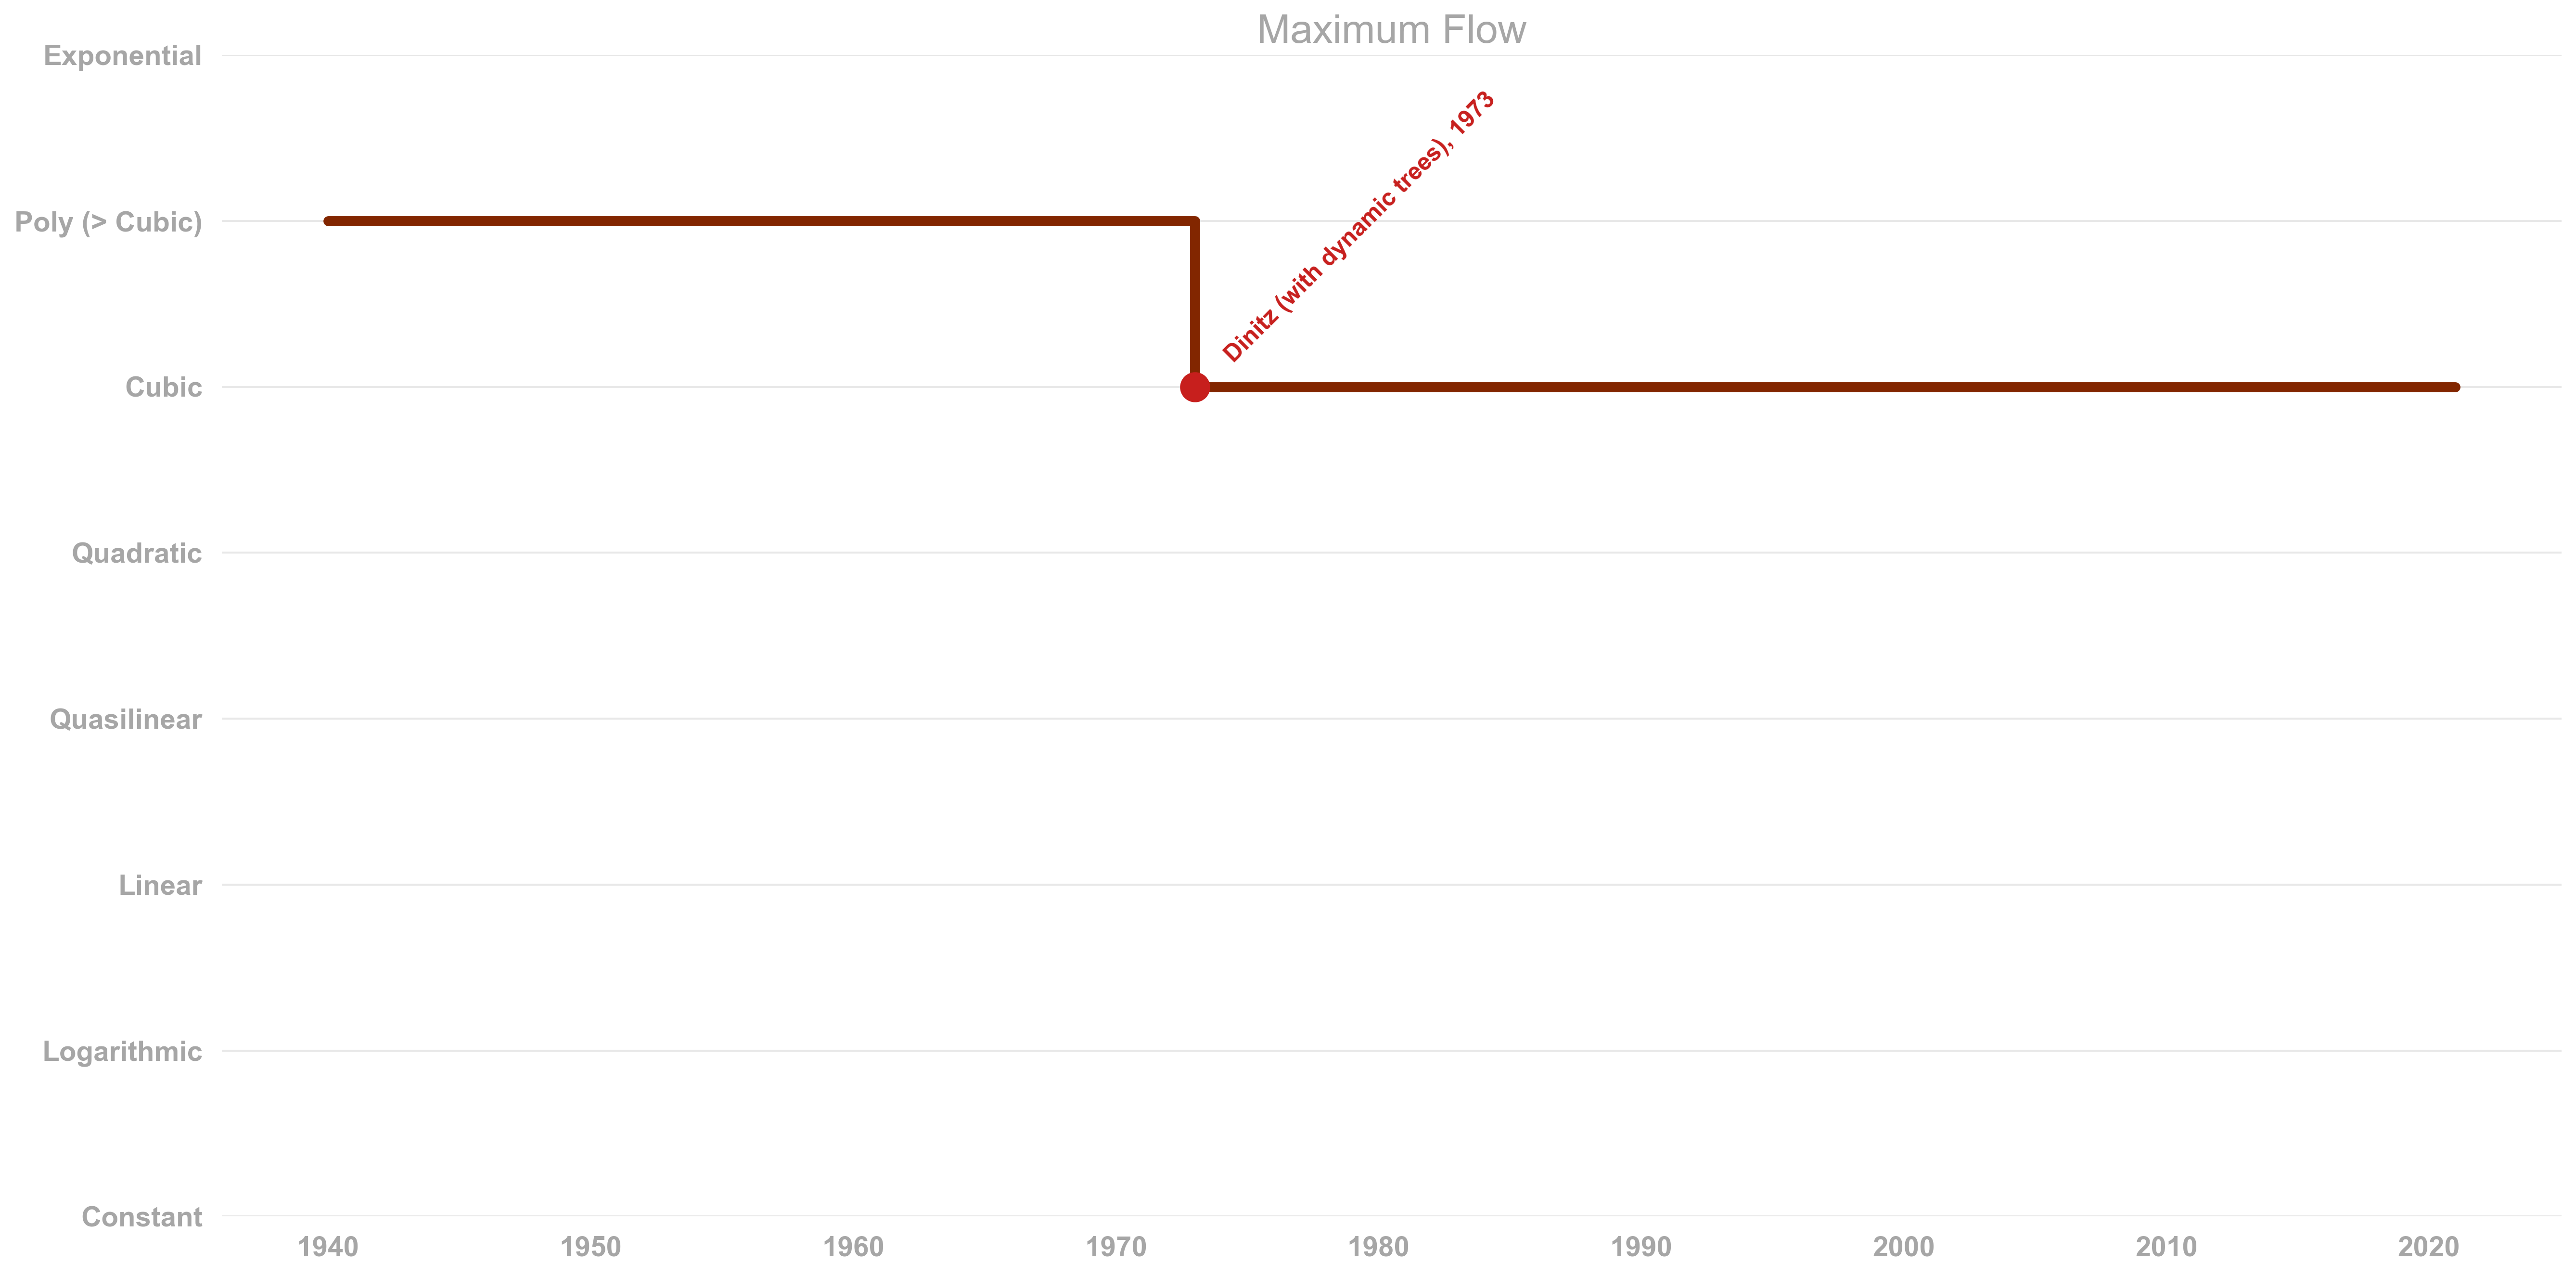 Maximum Flow
Exponential
Poly (> Cubic)
Cubic
Quadratic
Quasilinear
Linear
Logarithmic
Constant
Dinitz (with dynamic trees), 1973
1940 1950 1960 1970 1980 1990 2000 2010 2020